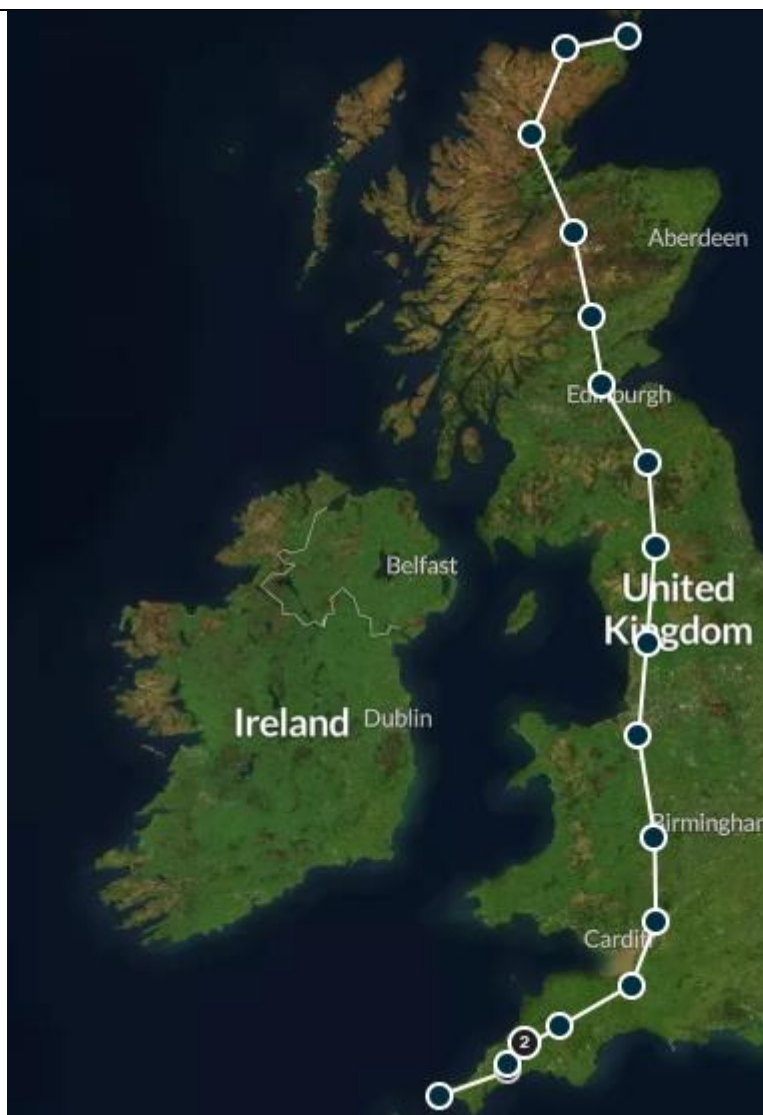 Aberdeen
Edinburgh
Belfast
United
Kingdom
Ireland
Dublin
Birmingham
Cardiff
2